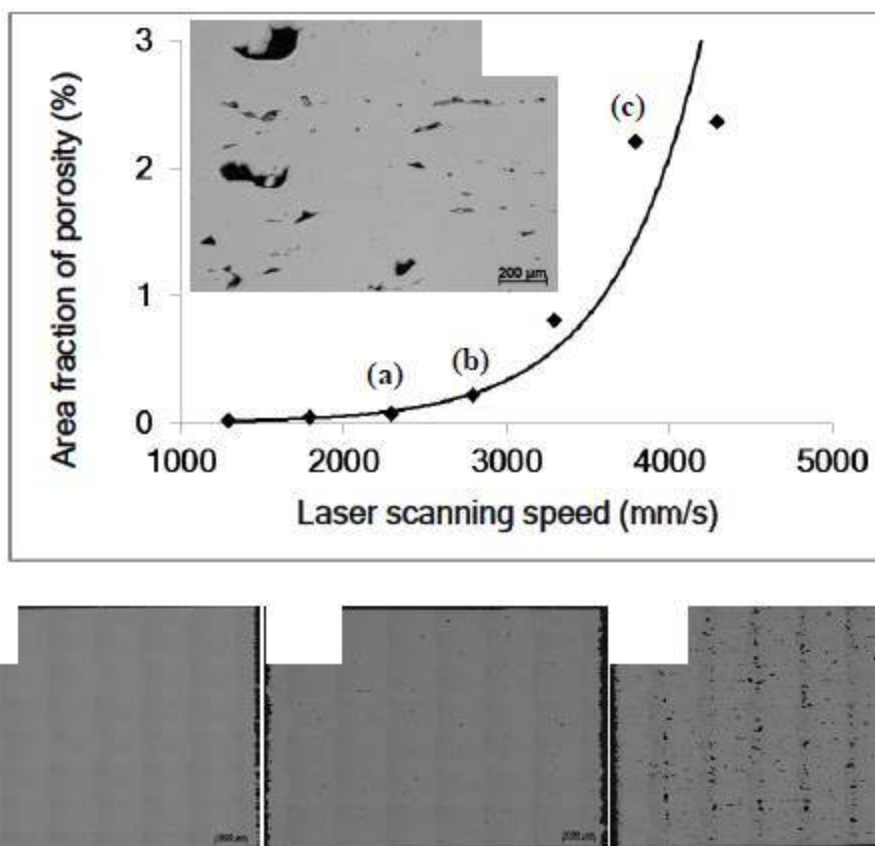 3
2
1
0
Area fraction of porosity (%)
200 µm
(a)
(b)
(c)
1000 2000 3000 4000 5000
Laser scanning speed (mm/s)